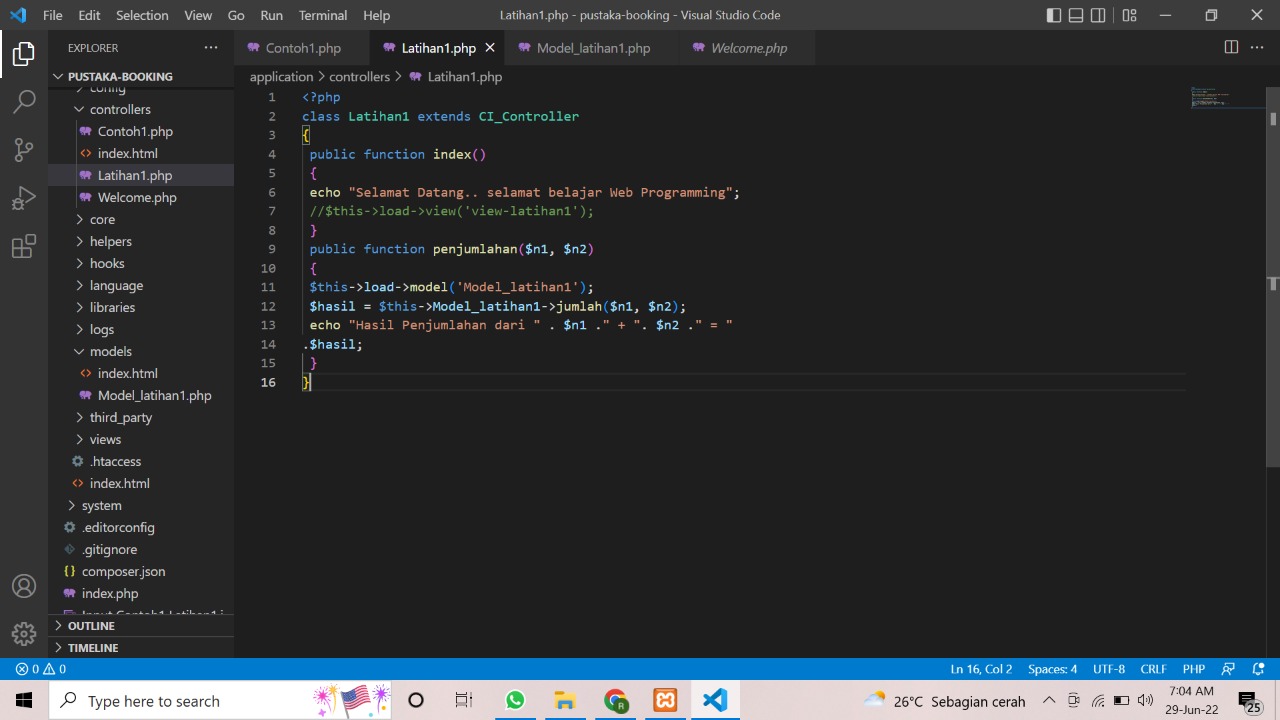 File Edit Selection View Go Run Terminal Help Latihan1.php - pustaka-booking - Visual Studio Code
EXPLORER
Contoh1.php Latihan1.php Model_latihan1.php Welcome.php
PUSTAKA-BOOKING
application > controllers > Latihan1.php
config
controllers
Contoh1.php
index.html
Latihan1.php
Welcome.php
core
helpers
hooks
language
libraries
logs
models
index.html
Model_latihan1.php
third_party
views
.htaccess
index.html
system
.editorconfig
.gitignore
composer.json
index.php
OUTLINE
TIMELINE
1 <?php
2 class Latihan1 extends CI_Controller
3 {
4 public function index()
5 {
6 echo "Selamat Datang.. selamat belajar Web Programming";
7 //$this->load->view('view-latihan1');
8 }
9 public function penjumlahan($n1, $n2)
10 {
11 $this->load->model('Model_latihan1');
12 $hasil = $this->Model_latihan1->jumlah($n1, $n2);
13 echo "Hasil Penjumlahan dari " . $n1 ." + ". $n2 ." = "
14 .$hasil;
15 }
16 }
0 0 Ln 16, Col 2 Spaces: 4 UTF-8 CRLF PHP
Type here to search R 26°C Sebagian cerah 7:04 AM
29-Jun-22 25